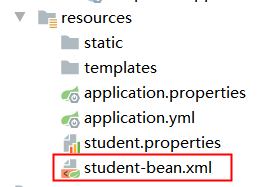 resources
static
templates
application.properties
application.yml
student.properties
student-bean.xml